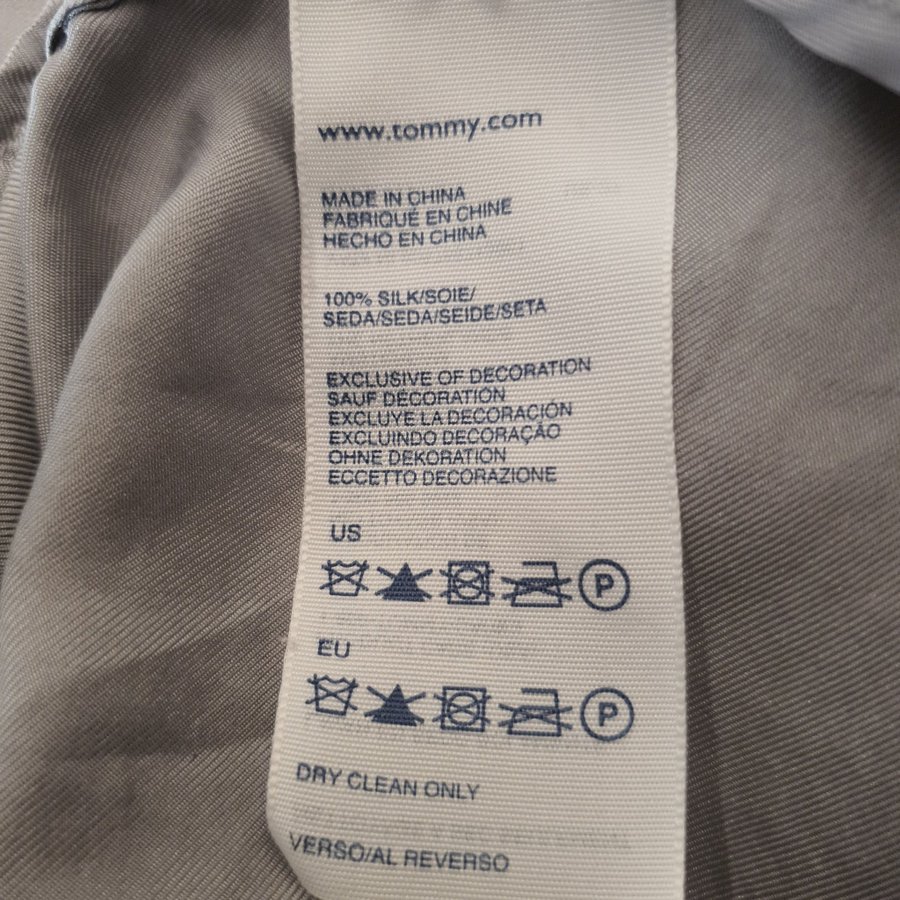 www.tommy.com
MADE IN CHINA
FABRIQUÉ EN CHINE
HECHO EN CHINA
100% SILK/SOIE/
SEDA/SEDA/SEIDE/SETA
EXCLUSIVE OF DECORATION
SAUF DÉCORATION
EXCLUYE LA DECORACIÓN
EXCLUINDO DECORAÇÃO
OHNE DEKORATION
ECCETTO DECORAZIONE
US
P
EU
P
DRY CLEAN ONLY
VERSO/AL REVERSO